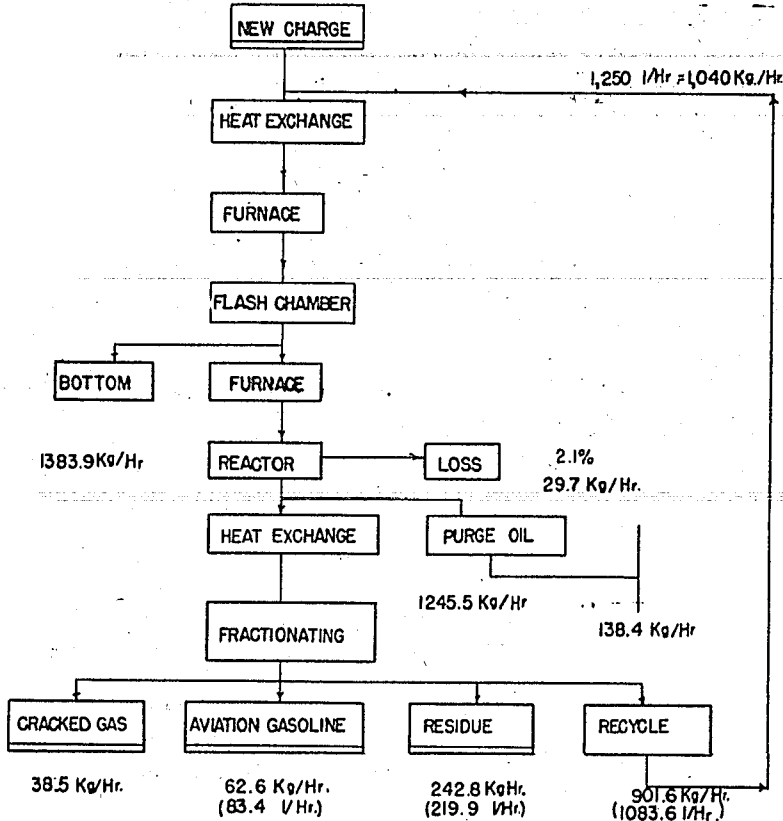 NEW CHARGE
1,250 l/Hr = 1,040 Kg./Hr.
HEAT EXCHANGE
FURNACE
FLASH CHAMBER
BOTTOM
FURNACE
1383.9 Kg/Hr
REACTOR
LOSS
2.1%
29.7 Kg/Hr.
HEAT EXCHANGE
PURGE OIL
1245.5 Kg/Hr
138.4 Kg/Hr
FRACTIONATING
CRACKED GAS
AVIATION GASOLINE
RESIDUE
RECYCLE
38.5 Kg/Hr.
62.6 Kg/Hr.
(83.4 l/Hr.)
242.8 KgHr.
(219.9 l/Hr.)
901.6 Kg/Hr.
(1083.6 l/Hr.)